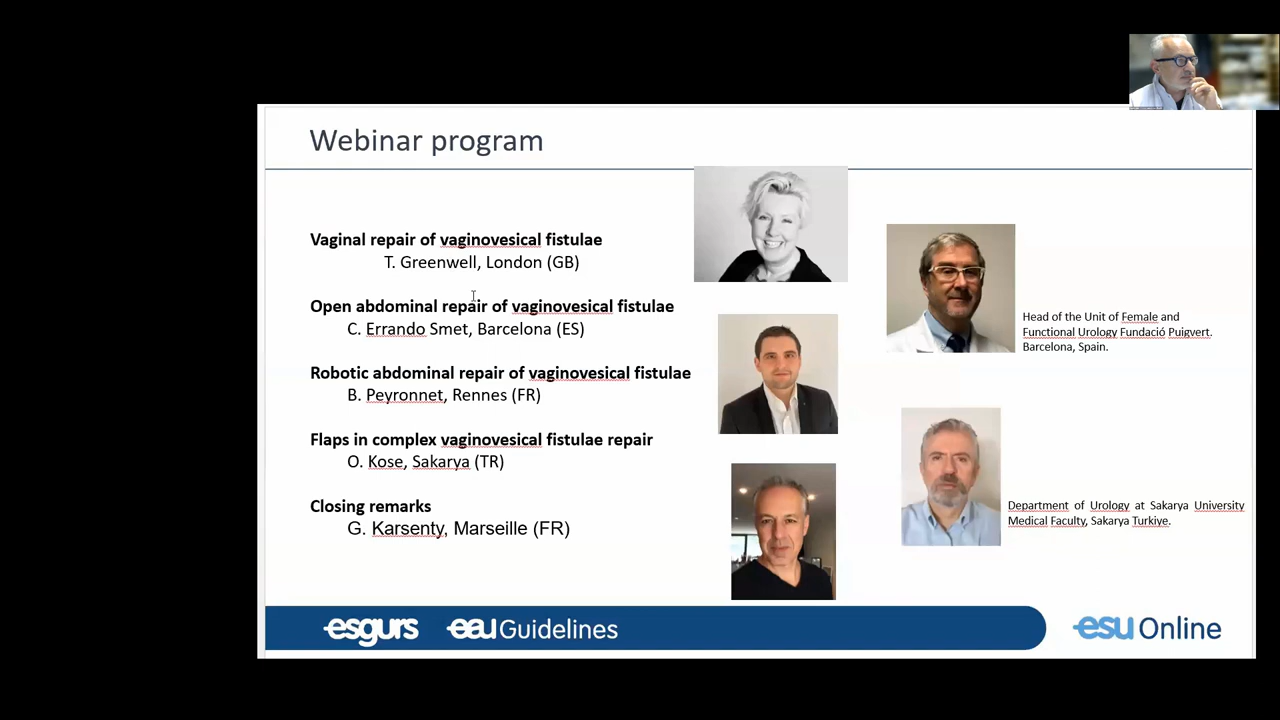 Webinar program
Vaginal repair of vaginovesical fistulae
T. Greenwell, London (GB)
Open abdominal repair of vaginovesical fistulae
C. Errando Smet, Barcelona (ES)
Robotic abdominal repair of vaginovesical fistulae
B. Peyronnet, Rennes (FR)
Flaps in complex vaginovesical fistulae repair
O. Kose, Sakarya (TR)
Closing remarks
G. Karsenty, Marseille (FR)
Head of the Unit of Female and
Functional Urology Fundació Puigvert.
Barcelona, Spain.
Department of Urology at Sakarya University
Medical Faculty, Sakarya Turkiye.
esgurs
eau Guidelines
esu Online